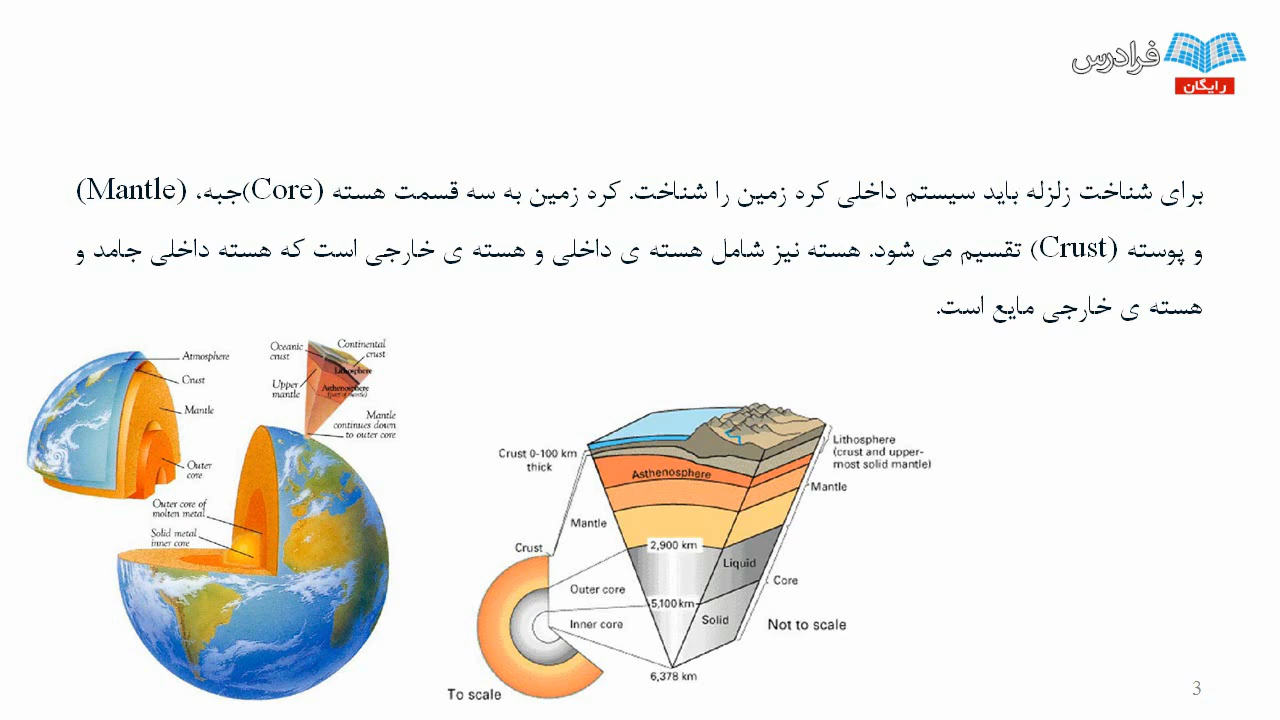 فرادرس
رایگان
برای شناخت زلزله باید سیستم داخلی کره زمین را شناخت. کره زمین به سه قسمت هسته (Core)جبه، (Mantle)
و پوسته (Crust) تقسیم می شود. هسته نیز شامل هسته ی داخلی و هسته ی خارجی است که هسته داخلی جامد و
هسته ی خارجی مایع است.
Atmosphere
Crust
Mantle
Outer
core
Oceanic
crust
Continental
crust
Lithosphere
Upper
mantle
Asthenosphere
(part of mantle)
Mantle
continues down
to outer core
Outer core of
molten metal
Solid metal
inner core
Crust 0-100 km
thick
Asthenosphere
Lithosphere
(crust and upper-
most solid mantle)
Mantle
Mantle
Crust
2,900 km
Liquid
Core
Outer core
5,100 km
Inner core
Solid
Not to scale
6,378 km
To scale
3